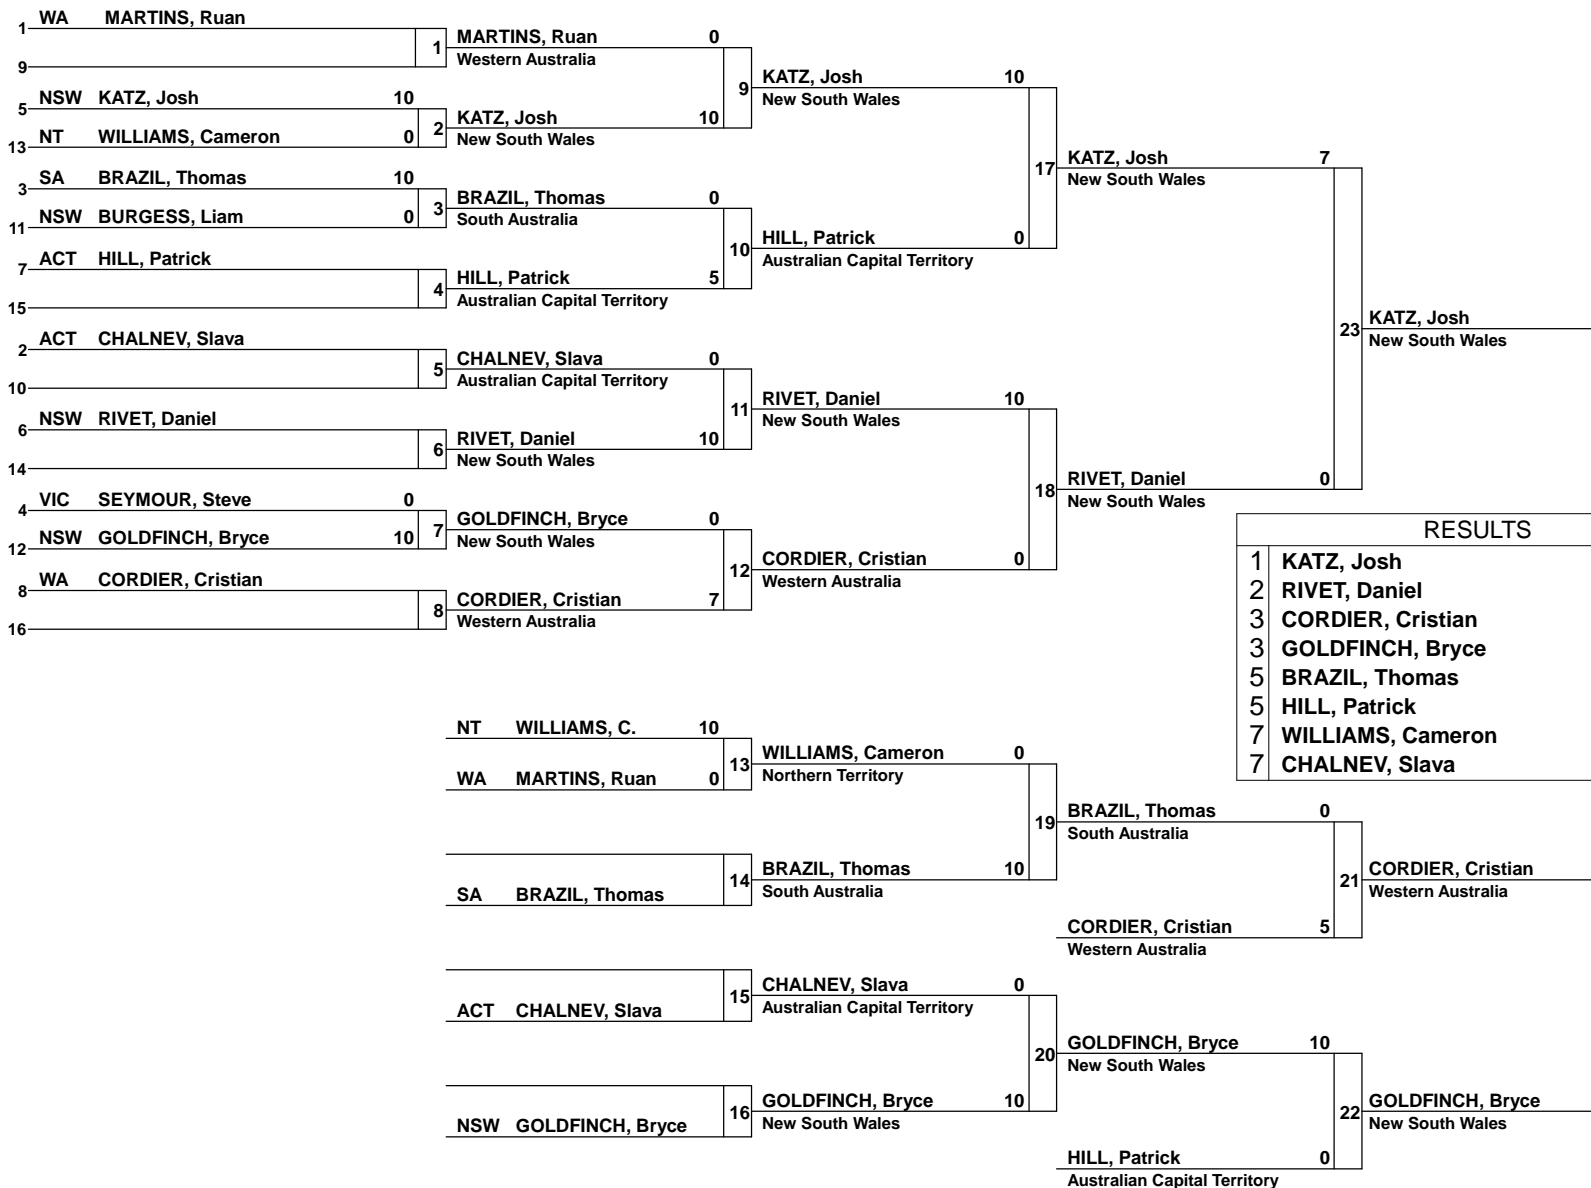 WA MARTINS, Ruan
1
1 MARTINS, Ruan 0
Western Australia
9
9 KATZ, Josh 10
New South Wales
NSW KATZ, Josh 10
5
2 KATZ, Josh 10
New South Wales
NT WILLIAMS, Cameron 0
13
17 KATZ, Josh 7
New South Wales
SA BRAZIL, Thomas 10
3
3 BRAZIL, Thomas 0
South Australia
NSW BURGESS, Liam 0
11
10 HILL, Patrick 0
Australian Capital Territory
ACT HILL, Patrick
7
4 HILL, Patrick 5
Australian Capital Territory
15
23 KATZ, Josh
New South Wales
ACT CHALNEV, Slava
2
5 CHALNEV, Slava 0
Australian Capital Territory
10
11 RIVET, Daniel 10
New South Wales
NSW RIVET, Daniel
6
6 RIVET, Daniel 10
New South Wales
14
18 RIVET, Daniel 0
New South Wales
VIC SEYMOUR, Steve 0
4
7 GOLDFINCH, Bryce 0
New South Wales
NSW GOLDFINCH, Bryce 10
12
12 CORDIER, Cristian 0
Western Australia
WA CORDIER, Cristian
8
8 CORDIER, Cristian 7
Western Australia
16
RESULTS
1 KATZ, Josh
2 RIVET, Daniel
3 CORDIER, Cristian
3 GOLDFINCH, Bryce
5 BRAZIL, Thomas
5 HILL, Patrick
7 WILLIAMS, Cameron
7 CHALNEV, Slava
NT WILLIAMS, C. 10
13 WILLIAMS, Cameron 0
Northern Territory
WA MARTINS, Ruan 0
19 BRAZIL, Thomas 0
South Australia
14 BRAZIL, Thomas 10
South Australia
SA BRAZIL, Thomas
21 CORDIER, Cristian
Western Australia
CORDIER, Cristian 5
Western Australia
15 CHALNEV, Slava 0
Australian Capital Territory
ACT CHALNEV, Slava
20 GOLDFINCH, Bryce 10
New South Wales
16 GOLDFINCH, Bryce 10
New South Wales
NSW GOLDFINCH, Bryce
22 GOLDFINCH, Bryce
New South Wales
HILL, Patrick 0
Australian Capital Territory